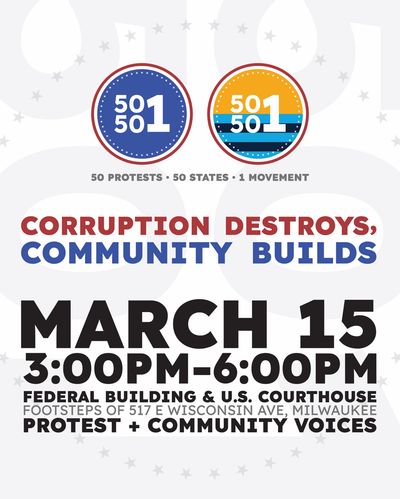 50 50 1
50 50 1
50 PROTESTS • 50 STATES • 1 MOVEMENT
CORRUPTION DESTROYS,
COMMUNITY BUILDS
MARCH 15
3:00PM–6:00PM
FEDERAL BUILDING & U.S. COURTHOUSE
FOOTSTEPS OF 517 E WISCONSIN AVE, MILWAUKEE
PROTEST + COMMUNITY VOICES